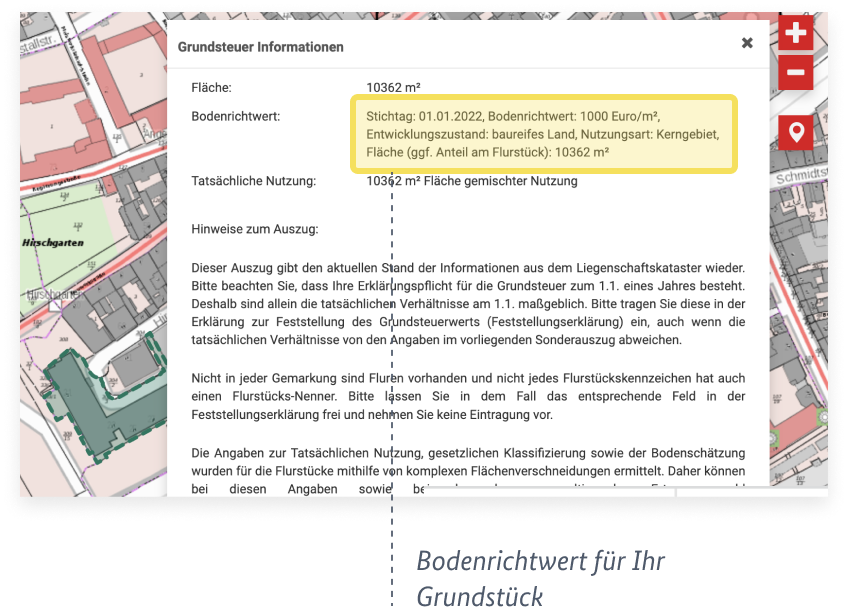 Grundsteuer Informationen
Fläche: 10362 m²
Bodenrichtwert: Stichtag: 01.01.2022, Bodenrichtwert: 1000 Euro/m²,
Entwicklungszustand: baureifes Land, Nutzungsart: Kerngebiet,
Fläche (ggf. Anteil am Flurstück): 10362 m²
Tatsächliche Nutzung: 10362 m² Fläche gemischter Nutzung
Hinweise zum Auszug:
Dieser Auszug gibt den aktuellen Stand der Informationen aus dem Liegenschaftskataster wieder.
Bitte beachten Sie, dass Ihre Erklärungspflicht für die Grundsteuer zum 1.1. eines Jahres besteht.
Deshalb sind allein die tatsächlichen Verhältnisse am 1.1. maßgeblich. Bitte tragen Sie diese in der
Erklärung zur Feststellung des Grundsteuerwerts (Feststellungserklärung) ein, auch wenn die
tatsächlichen Verhältnisse von den Angaben im vorliegenden Sonderauszug abweichen.
Nicht in jeder Gemarkung sind Fluren vorhanden und nicht jedes Flurstückskennzeichen hat auch
einen Flurstücks-Nenner. Bitte lassen Sie in dem Fall das entsprechende Feld in der
Feststellungserklärung frei und nehmen Sie keine Eintragung vor.
Die Angaben zur Tatsächlichen Nutzung, gesetzlichen Klassifizierung sowie der Bodenschätzung
wurden für die Flurstücke mithilfe von komplexen Flächenverschneidungen ermittelt. Daher können
bei diesen Angaben sowie
Hirschgarten
Schmidtst
Bodenrichtwert für Ihr
Grundstück